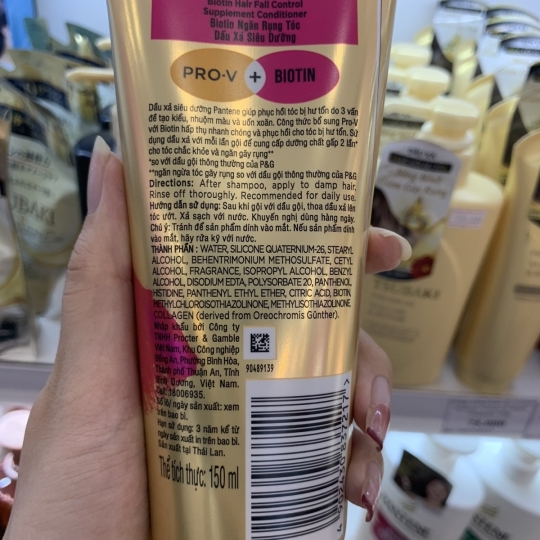 Biotin Hair Fall Control
Supplement Conditioner
Biotin Ngăn Rụng Tóc
Dầu Xả Siêu Dưỡng
PRO-V + BIOTIN
Dầu xả siêu dưỡng Pantene giúp phục hồi tóc bị hư tổn do 3 vấn
đề tạo kiểu, nhuộm màu và uốn xoăn. Công thức bổ sung Pro-V
với Biotin hấp thụ nhanh chóng và phục hồi cho tóc bị hư tổn. Sử
dụng dầu xả với mỗi lần gội để cung cấp dưỡng chất gấp 2 lần*
cho tóc chắc khỏe và ngăn gãy rụng**
*so với dầu gội thông thường của P&G
**ngăn ngừa tóc gãy rụng so với dầu gội thông thường của P&G
Directions: After shampoo, apply to damp hair.
Rinse off thoroughly. Recommended for daily use.
Hướng dẫn sử dụng: Sau khi gội với dầu gội, thoa dầu xả lên
tóc ướt. Xả sạch với nước. Khuyến nghị dùng hàng ngày.
Chú ý: Tránh để sản phẩm dính vào mắt. Nếu sản phẩm
dính vào mắt, hãy rửa kỹ với nước.
THÀNH PHẦN: WATER, SILICONE QUATERNIUM-26, STEARYL
ALCOHOL, BEHENTRIMONIUM METHOSULFATE, CETYL
ALCOHOL, FRAGRANCE, ISOPROPYL ALCOHOL, BENZYL
ALCOHOL, DISODIUM EDTA, POLYSORBATE 20, PANTHENOL,
HISTIDINE, PANTHENYL ETHYL ETHER, CITRIC ACID, BIOTIN,
METHYLCHLOROISOTHIAZOLINONE, METHYLISOTHIAZOLINONE,
COLLAGEN (derived from Oreochromis Günther).
Nhập khẩu bởi: Công ty
TNHH Procter & Gamble
Việt Nam, Khu Công nghiệp
Đồng An, Phường Bình Hòa,
Thành phố Thuận An, Tỉnh
Bình Dương, Việt Nam.
Call: 18006935.
Số lô/ ngày sản xuất: xem
trên bao bì.
Hạn sử dụng: 3 năm kể từ
ngày sản xuất in trên bao bì.
Sản xuất tại Thái Lan.
Thể tích thực: 150 ml
90489139
TSUBAKI